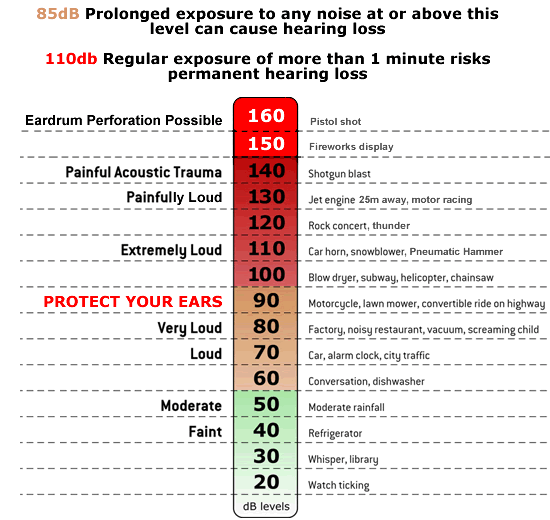 85dB Prolonged exposure to any noise at or above this
level can cause hearing loss
110db Regular exposure of more than 1 minute risks
permanent hearing loss
Eardrum Perforation Possible 160 Pistol shot
150 Fireworks display
Painful Acoustic Trauma 140 Shotgun blast
Painfully Loud 130 Jet engine 25m away, motor racing
120 Rock concert, thunder
Extremely Loud 110 Car horn, snowblower, Pneumatic Hammer
100 Blow dryer, subway, helicopter, chainsaw
PROTECT YOUR EARS 90 Motorcycle, lawn mower, convertible ride on highway
Very Loud 80 Factory, noisy restaurant, vacuum, screaming child
Loud 70 Car, alarm clock, city traffic
60 Conversation, dishwasher
Moderate 50 Moderate rainfall
Faint 40 Refrigerator
30 Whisper, library
20 Watch ticking
dB levels